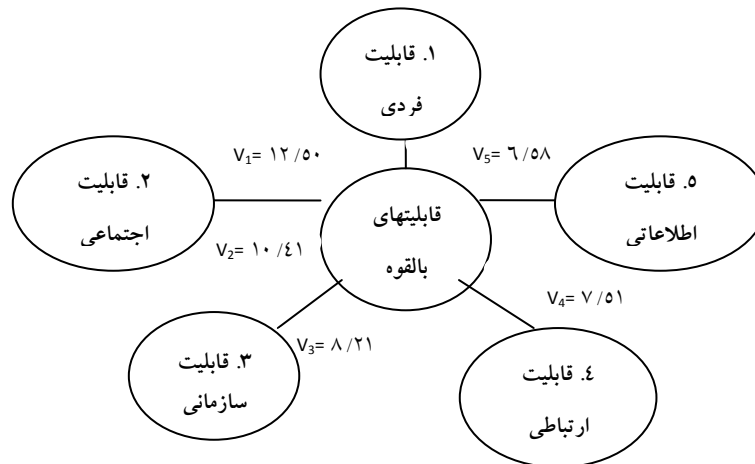 ۱. قابلیت
فردی
V₁= ۱۲/۵۰
V₅= ۶/۵۸
۲. قابلیت
اجتماعی
قابلیتهای
بالقوه
۵. قابلیت
اطلاعاتی
V₂= ۱۰/٤۱
V₄= ۷/۵۱
V₃= ۸/۲۱
۳. قابلیت
سازمانی
٤. قابلیت
ارتباطی